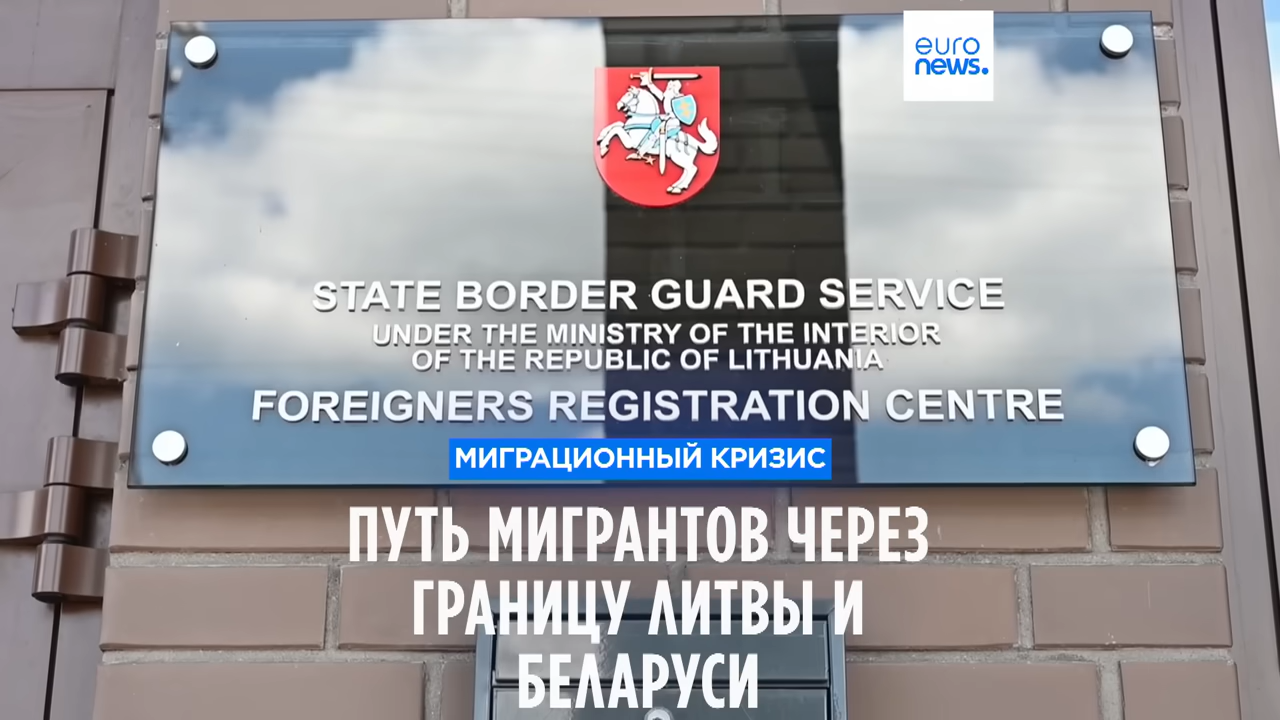 euro
news.
STATE BORDER GUARD SERVICE
UNDER THE MINISTRY OF THE INTERIOR
OF THE REPUBLIC OF LITHUANIA
FOREIGNERS REGISTRATION CENTRE
МИГРАЦИОННЫЙ КРИЗИС
ПУТЬ МИГРАНТОВ ЧЕРЕЗ
ГРАНИЦУ ЛИТВЫ И
БЕЛАРУСИ